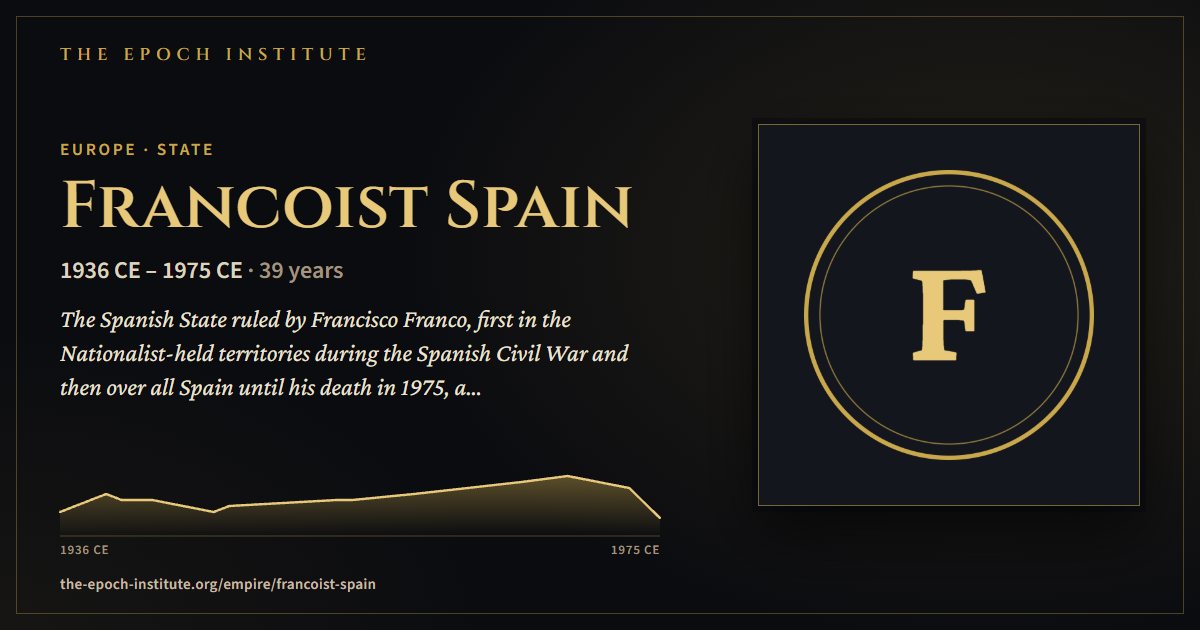 THE EPOCH INSTITUTE
EUROPE · STATE
FRANCOIST SPAIN
1936 CE – 1975 CE · 39 years
The Spanish State ruled by Francisco Franco, first in the
Nationalist-held territories during the Spanish Civil War and
then over all Spain until his death in 1975, a...
F
1936 CE
1975 CE
the-epoch-institute.org/empire/francoist-spain